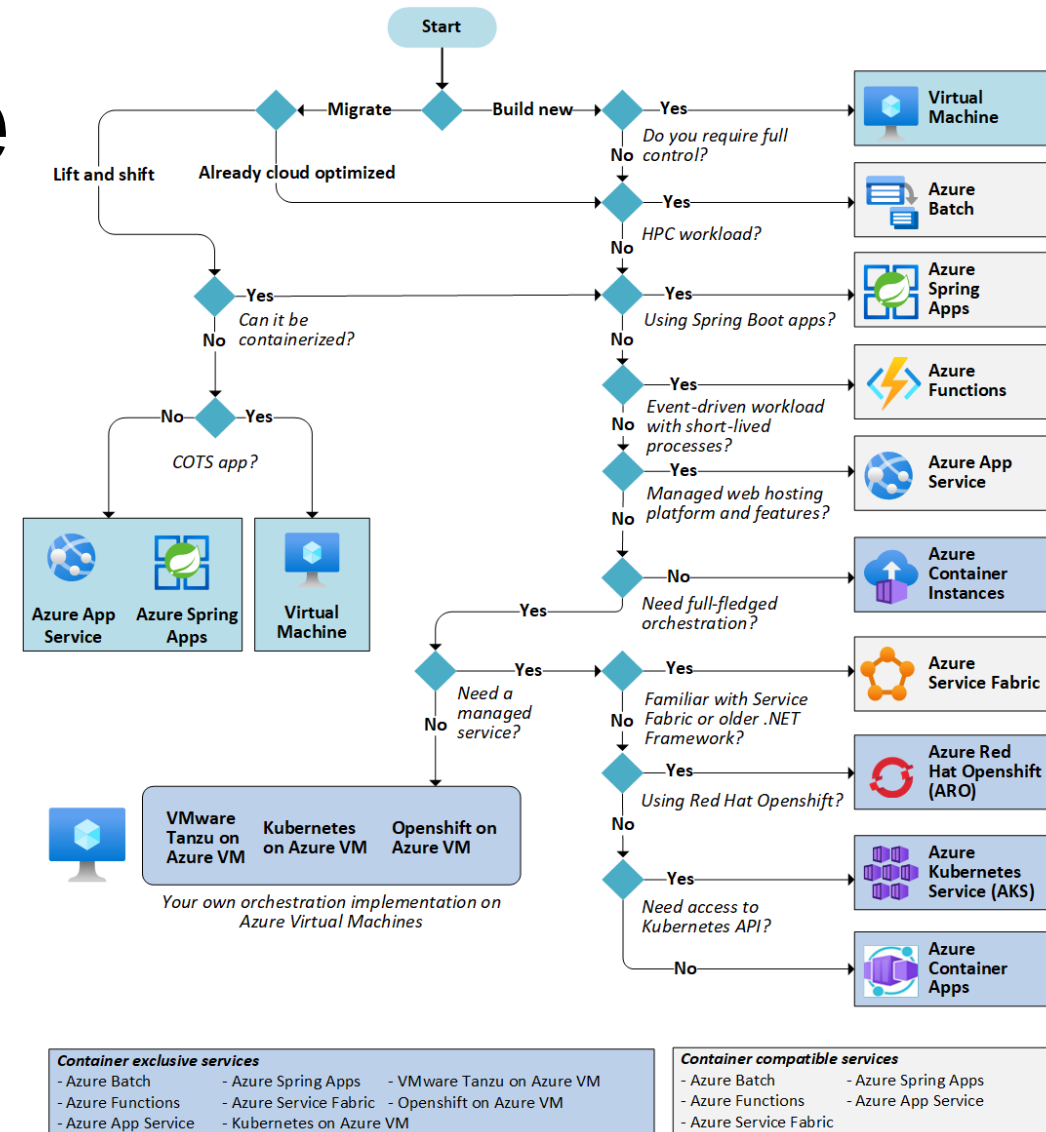 e
Start
Migrate
Build new
Yes
Virtual
Machine
Do you require full
control?
No
Lift and shift
Already cloud optimized
Yes
Azure
Batch
HPC workload?
No
Yes
Can it be
containerized?
No
Yes
Azure
Spring
Apps
Using Spring Boot apps?
No
Yes
Azure
Functions
Event-driven workload
with short-lived
processes?
No
No
Yes
COTS app?
Yes
Azure App
Service
Managed web hosting
platform and features?
No
Azure App
Service
Azure Spring
Apps
Virtual
Machine
No
Azure
Container
Instances
Need full-fledged
orchestration?
Yes
Yes
Need a
managed
service?
No
Yes
Azure
Service Fabric
Familiar with Service
Fabric or older .NET
Framework?
No
Yes
Azure Red
Hat Openshift
(ARO)
Using Red Hat Openshift?
No
VMware
Tanzu on
Azure VM
Kubernetes
on Azure VM
Openshift on
Azure VM
Your own orchestration implementation on
Azure Virtual Machines
Yes
Azure
Kubernetes
Service (AKS)
Need access to
Kubernetes API?
No
Azure
Container
Apps
Container exclusive services
- Azure Batch - Azure Spring Apps - VMware Tanzu on Azure VM
- Azure Functions - Azure Service Fabric - Openshift on Azure VM
- Azure App Service - Kubernetes on Azure VM
Container compatible services
- Azure Batch - Azure Spring Apps
- Azure Functions - Azure App Service
- Azure Service Fabric